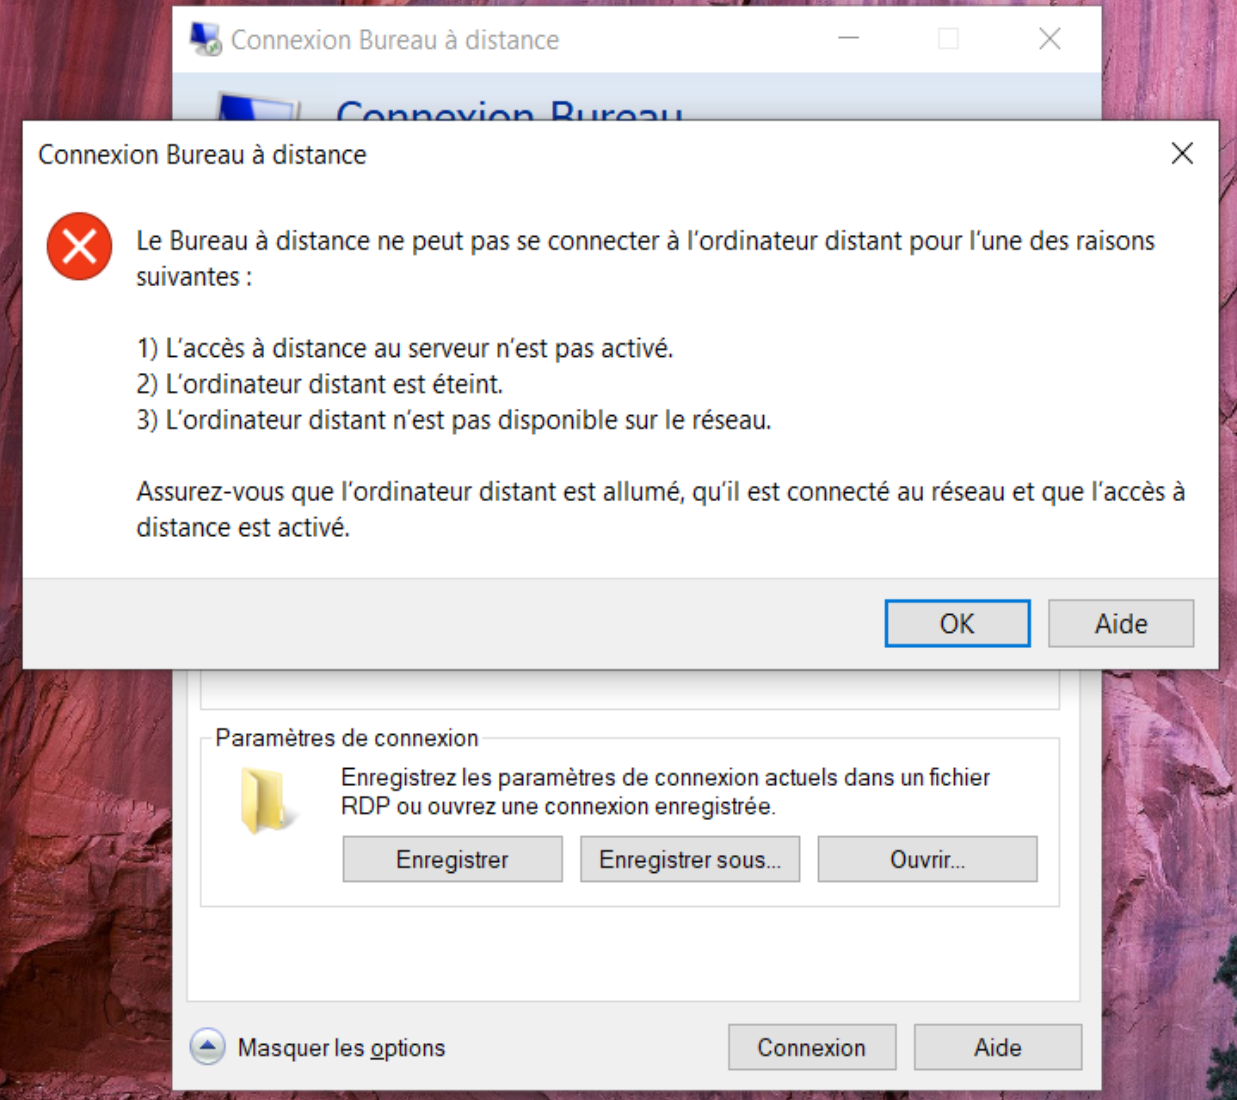 Connexion Bureau à distance
Connexion Bureau
Connexion Bureau à distance
Le Bureau à distance ne peut pas se connecter à l'ordinateur distant pour l'une des raisons
suivantes :
1) L'accès à distance au serveur n'est pas activé.
2) L'ordinateur distant est éteint.
3) L'ordinateur distant n'est pas disponible sur le réseau.
Assurez-vous que l'ordinateur distant est allumé, qu'il est connecté au réseau et que l'accès à
distance est activé.
OK Aide
Paramètres de connexion
Enregistrez les paramètres de connexion actuels dans un fichier
RDP ou ouvrez une connexion enregistrée.
Enregistrer Enregistrer sous... Ouvrir...
Masquer les options Connexion Aide